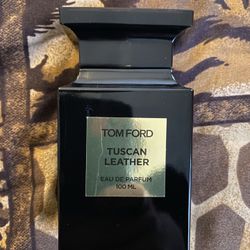 TOM FORD
TUSCAN
LEATHER
EAU DE PARFUM
100 ML